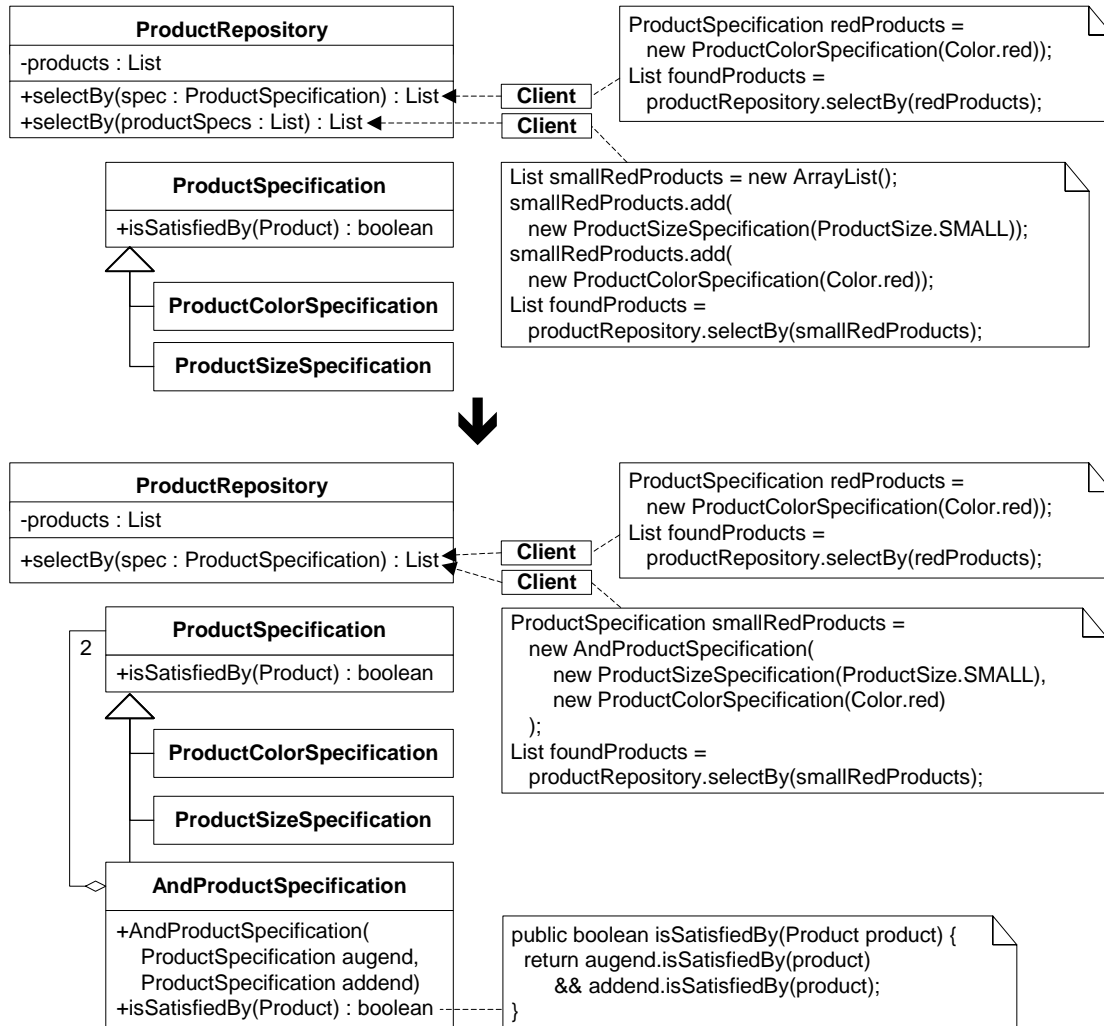 ProductRepository
-products : List
+selectBy(spec : ProductSpecification) : List
+selectBy(productSpecs : List) : List
Client
Client
ProductSpecification redProducts =
new ProductColorSpecification(Color.red));
List foundProducts =
productRepository.selectBy(redProducts);
ProductSpecification
+isSatisfiedBy(Product) : boolean
ProductColorSpecification
ProductSizeSpecification
List smallRedProducts = new ArrayList();
smallRedProducts.add(
new ProductSizeSpecification(ProductSize.SMALL));
smallRedProducts.add(
new ProductColorSpecification(Color.red));
List foundProducts =
productRepository.selectBy(smallRedProducts);
ProductRepository
-products : List
+selectBy(spec : ProductSpecification) : List
Client
Client
ProductSpecification redProducts =
new ProductColorSpecification(Color.red));
List foundProducts =
productRepository.selectBy(redProducts);
2
ProductSpecification
+isSatisfiedBy(Product) : boolean
ProductColorSpecification
ProductSizeSpecification
ProductSpecification smallRedProducts =
new AndProductSpecification(
new ProductSizeSpecification(ProductSize.SMALL),
new ProductColorSpecification(Color.red)
);
List foundProducts =
productRepository.selectBy(smallRedProducts);
AndProductSpecification
+AndProductSpecification(
ProductSpecification augend,
ProductSpecification addend)
+isSatisfiedBy(Product) : boolean
public boolean isSatisfiedBy(Product product) {
return augend.isSatisfiedBy(product)
&& addend.isSatisfiedBy(product);
}